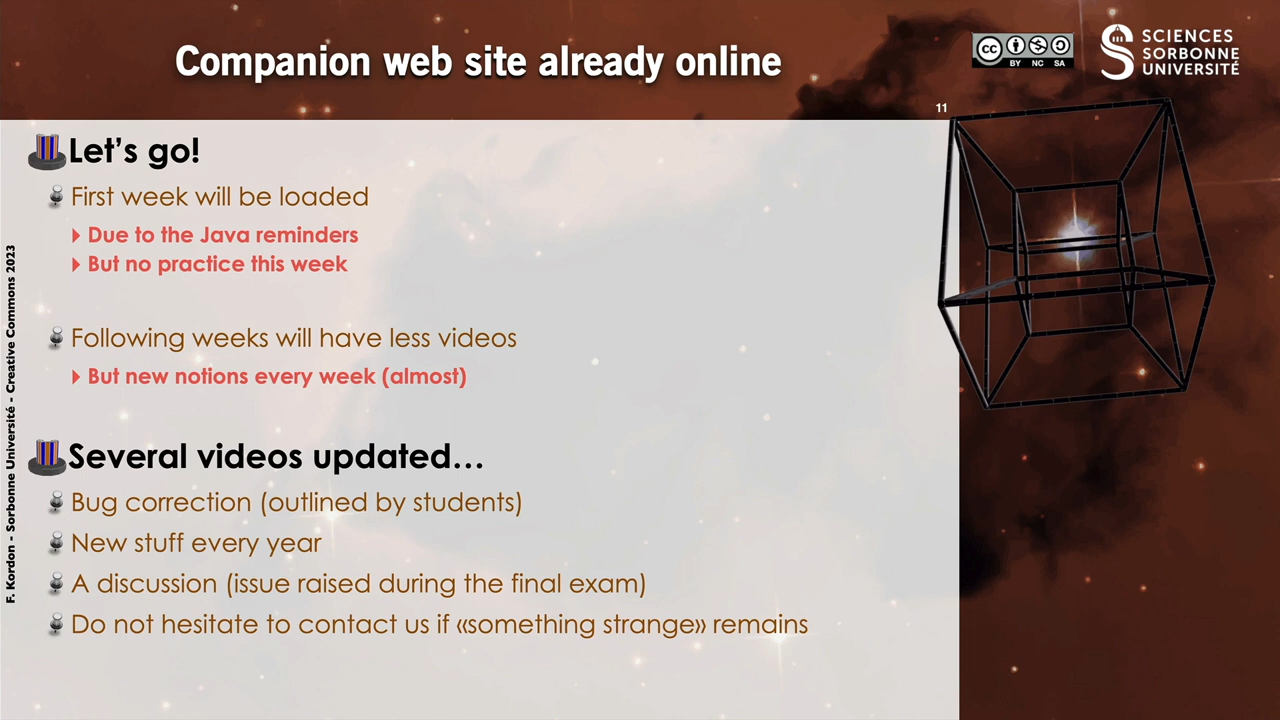 Companion web site already online
cc BY NC SA
SCIENCES
SORBONNE
UNIVERSITÉ
11
Let's go!
First week will be loaded
Due to the Java reminders
But no practice this week
Following weeks will have less videos
But new notions every week (almost)
Several videos updated…
Bug correction (outlined by students)
New stuff every year
A discussion (issue raised during the final exam)
Do not hesitate to contact us if «something strange» remains
F. Kordon - Sorbonne Université - Creative Commons 2023